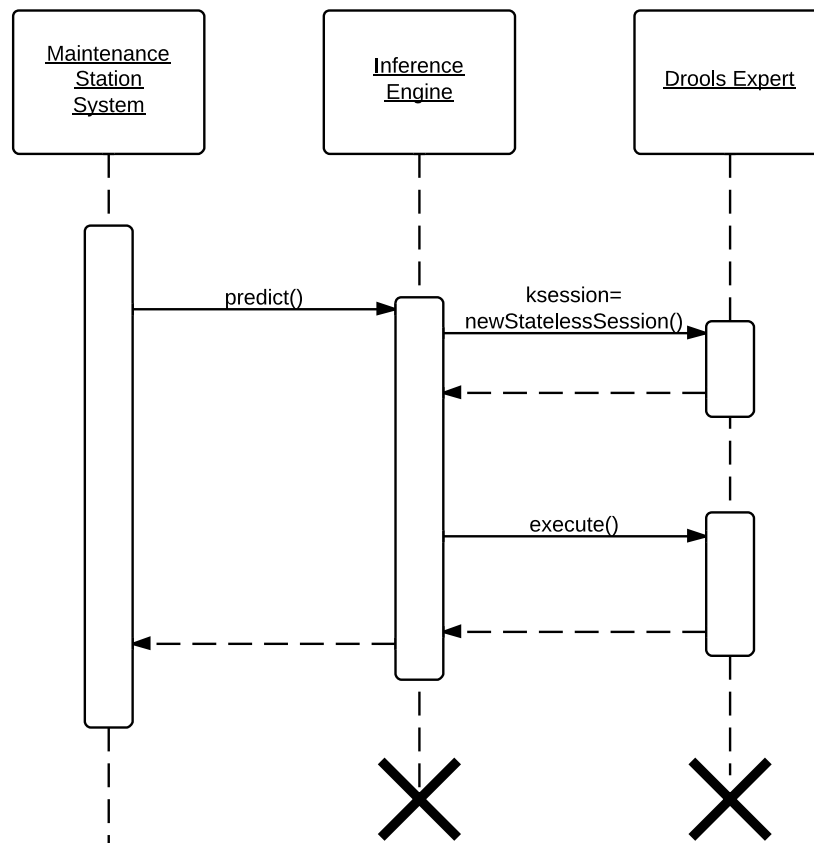 Maintenance
Station
System
Inference
Engine
Drools Expert
predict()
ksession=
newStatelessSession()
execute()